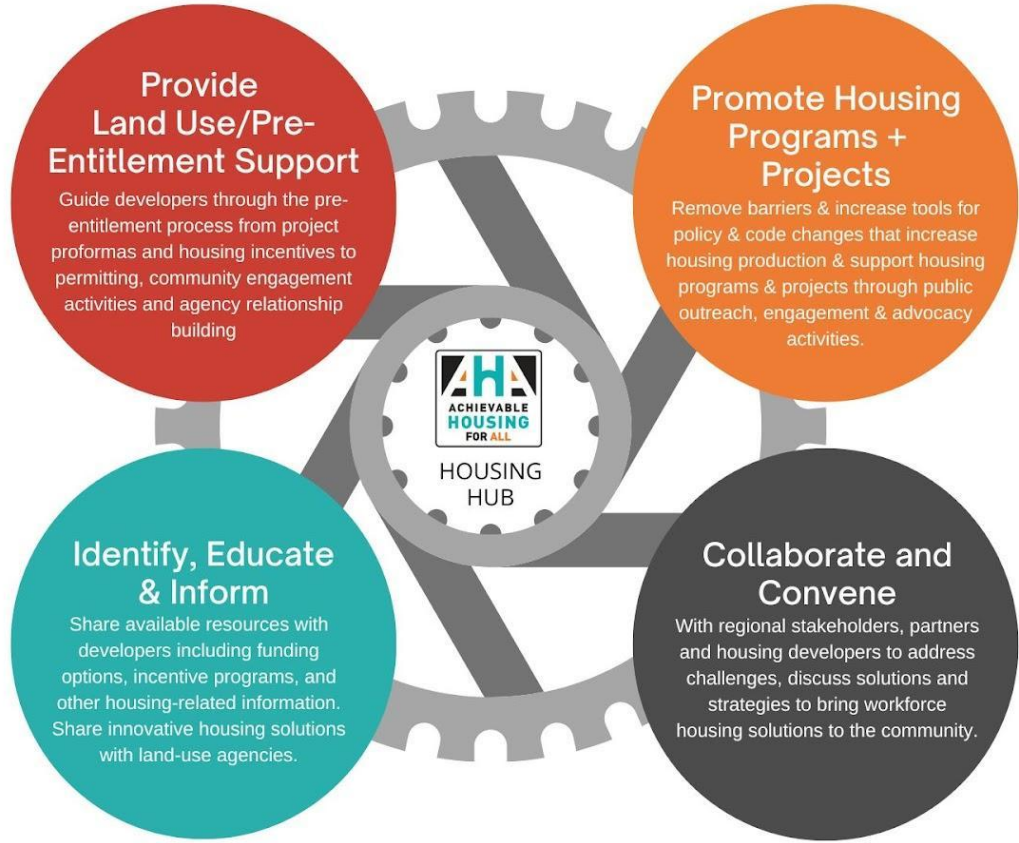 Provide
Land Use/Pre-
Entitlement Support
Guide developers through the pre-
entitlement process from project
proformas and housing incentives to
permitting, community engagement
activities and agency relationship
building
Promote Housing
Programs +
Projects
Remove barriers & increase tools for
policy & code changes that increase
housing production & support housing
programs & projects through public
outreach, engagement & advocacy
activities.
AHA
ACHIEVABLE
HOUSING
FOR ALL
HOUSING
HUB
Identify, Educate
& Inform
Share available resources with
developers including funding
options, incentive programs, and
other housing-related information.
Share innovative housing solutions
with land-use agencies.
Collaborate and
Convene
With regional stakeholders, partners
and housing developers to address
challenges, discuss solutions and
strategies to bring workforce
housing solutions to the community.